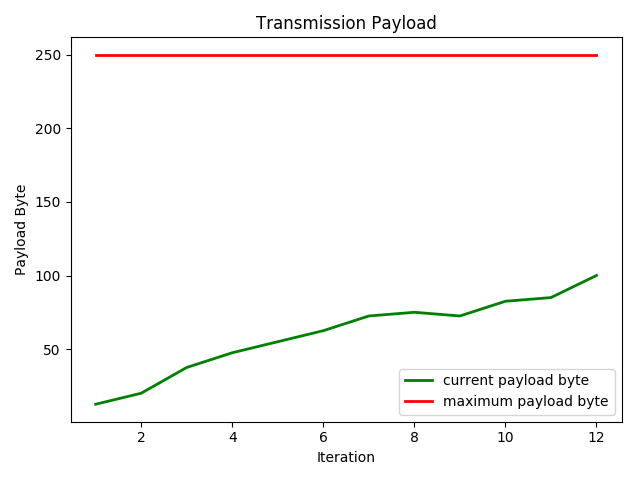 Transmission Payload
Payload Byte
250
200
150
100
50
2 4 6 8 10 12
Iteration
current payload byte
maximum payload byte